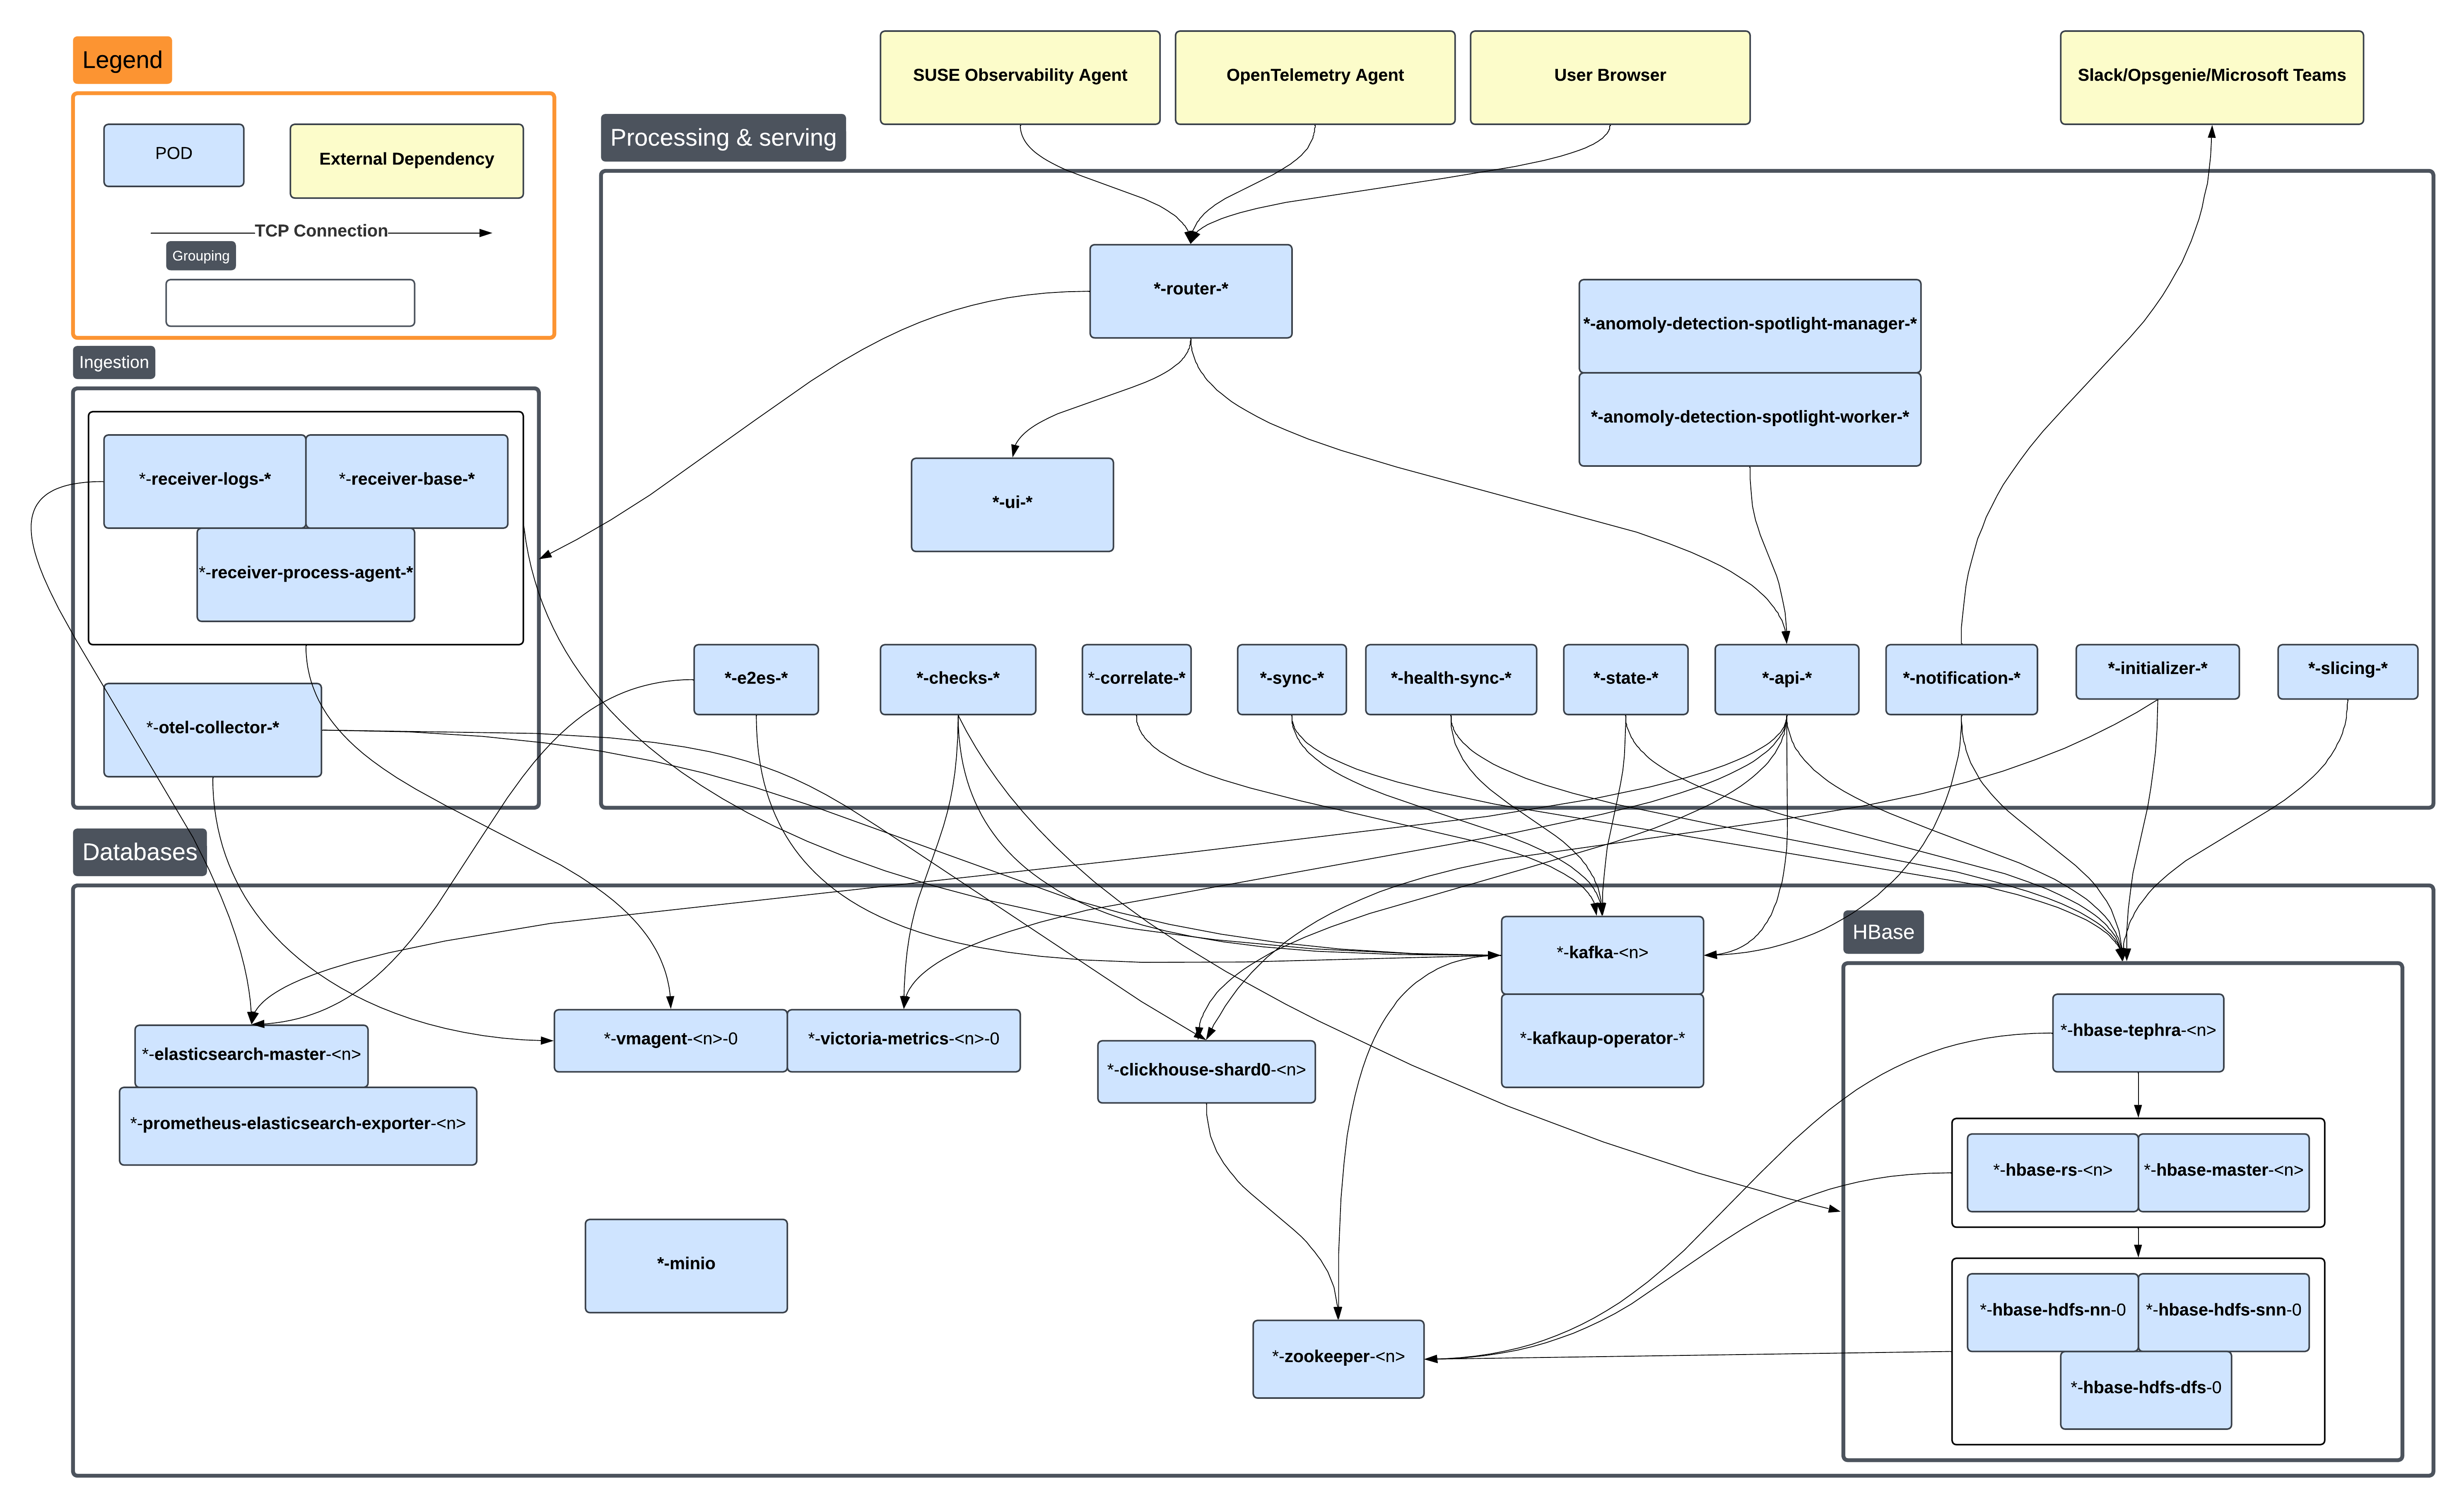 Legend
POD
External Dependency
TCP Connection
Grouping
SUSE Observability Agent
OpenTelemetry Agent
User Browser
Slack/Opsgenie/Microsoft Teams
Processing & serving
*-router-*
*-anomoly-detection-spotlight-manager-*
*-anomoly-detection-spotlight-worker-*
*-ui-*
Ingestion
*-receiver-logs-*
*-receiver-base-*
*-receiver-process-agent-*
*-otel-collector-*
*-e2es-*
*-checks-*
*-correlate-*
*-sync-*
*-health-sync-*
*-state-*
*-api-*
*-notification-*
*-initializer-*
*-slicing-*
Databases
*-elasticsearch-master-<n>
*-prometheus-elasticsearch-exporter-<n>
*-vmagent-<n>-0
*-victoria-metrics-<n>-0
*-minio
*-clickhouse-shard0-<n>
*-kafka-<n>
*-kafkaup-operator-*
*-zookeeper-<n>
HBase
*-hbase-tephra-<n>
*-hbase-rs-<n>
*-hbase-master-<n>
*-hbase-hdfs-nn-0
*-hbase-hdfs-snn-0
*-hbase-hdfs-dfs-0